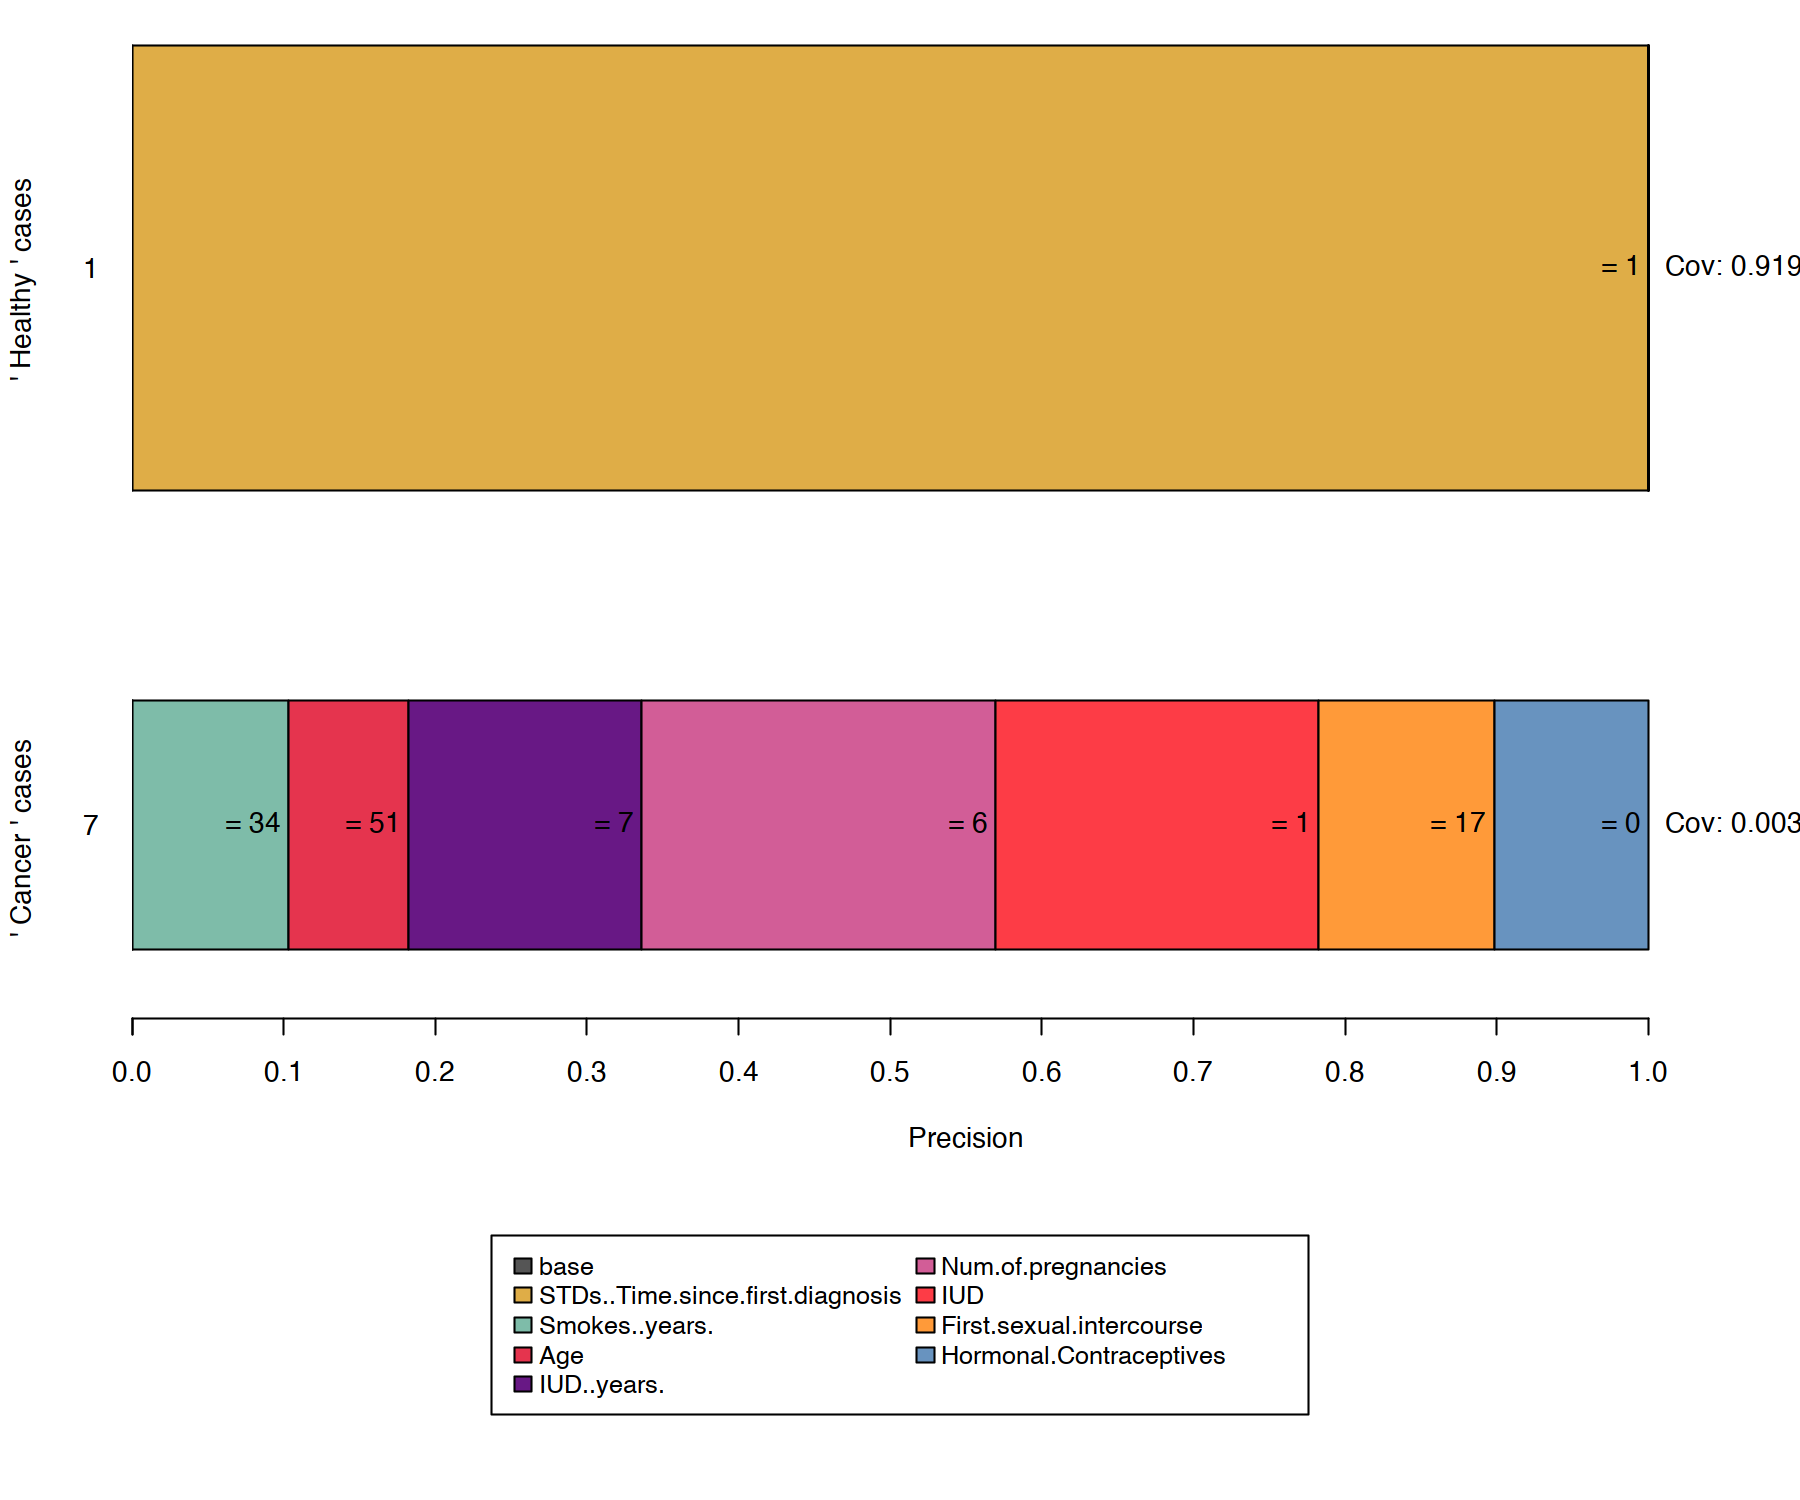 ' Healthy ' cases
1
= 1
Cov: 0.919
' Cancer ' cases
7
= 34
= 51
= 7
= 6
= 1
= 17
= 0
Cov: 0.003
0.0 0.1 0.2 0.3 0.4 0.5 0.6 0.7 0.8 0.9 1.0
Precision
base
STDs..Time.since.first.diagnosis
Smokes..years.
Age
IUD..years.
Num.of.pregnancies
IUD
First.sexual.intercourse
Hormonal.Contraceptives